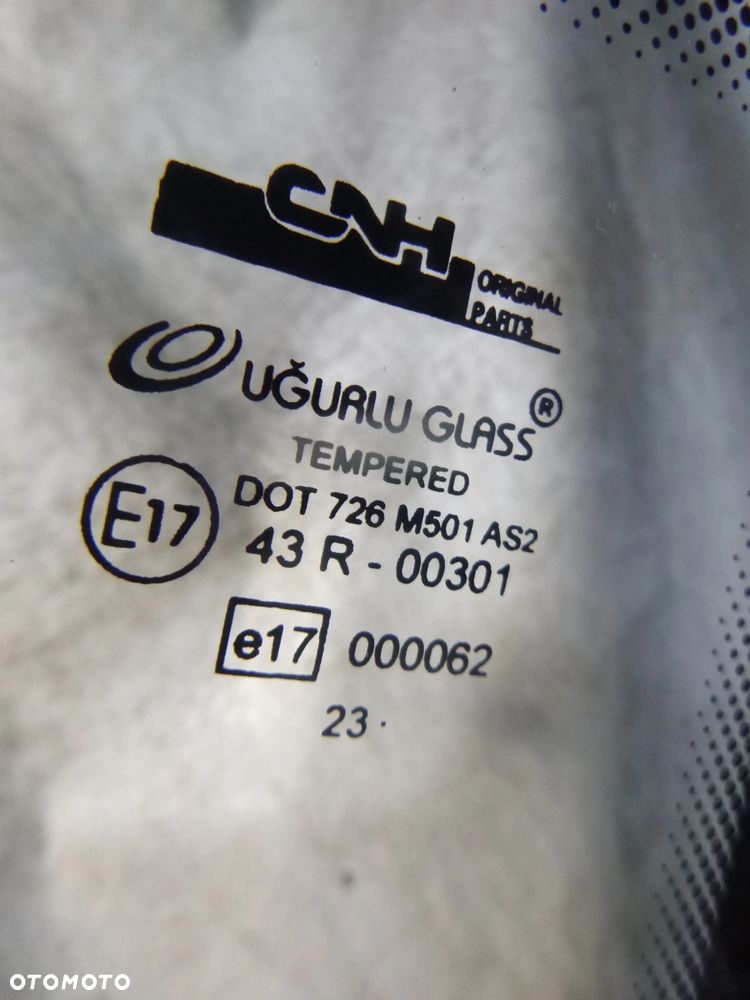 CNH
ORIGINAL
PARTS
UĞURLU GLASS ®
TEMPERED
DOT 726 M501 AS2
E17
43 R - 00301
e17 000062
23 ·
OTOMOTO